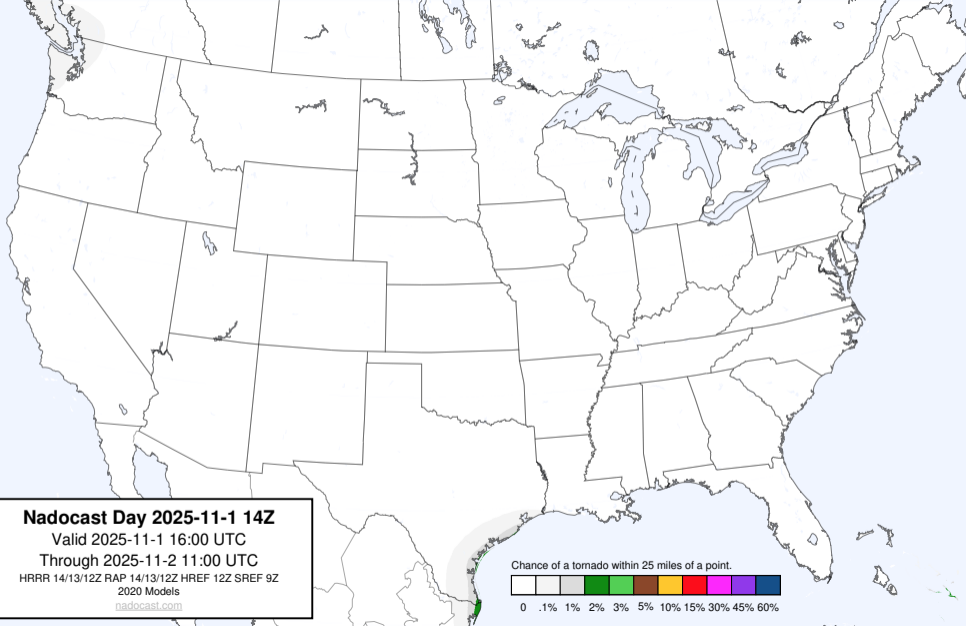 Nadocast Day 2025-11-1 14Z
Valid 2025-11-1 16:00 UTC
Through 2025-11-2 11:00 UTC
HRRR 14/13/12Z RAP 14/13/12Z HREF 12Z SREF 9Z
2020 Models
nadocast.com
Chance of a tornado within 25 miles of a point.
0 .1% 1% 2% 3% 5% 10% 15% 30% 45% 60%